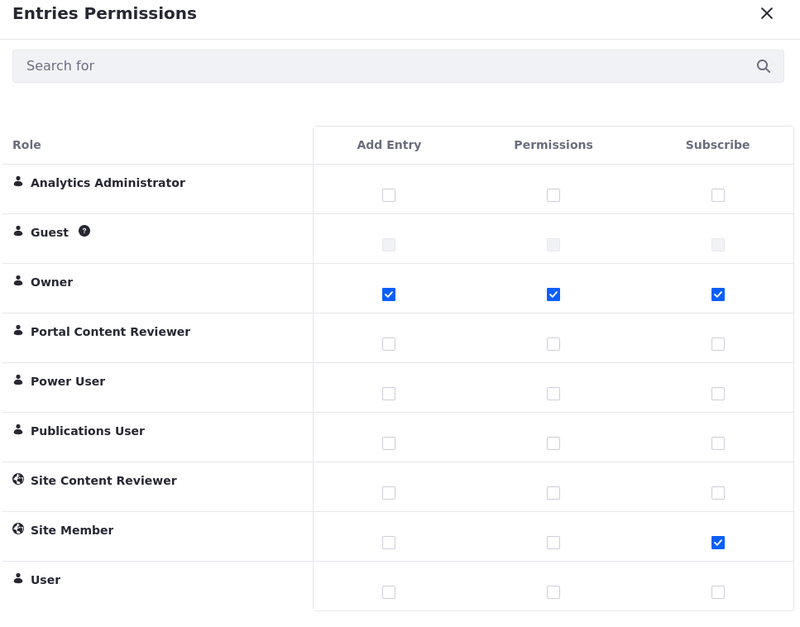 Entries Permissions
Search for
Role Add Entry Permissions Subscribe
Analytics Administrator
Guest ?
Owner
Portal Content Reviewer
Power User
Publications User
Site Content Reviewer
Site Member
User